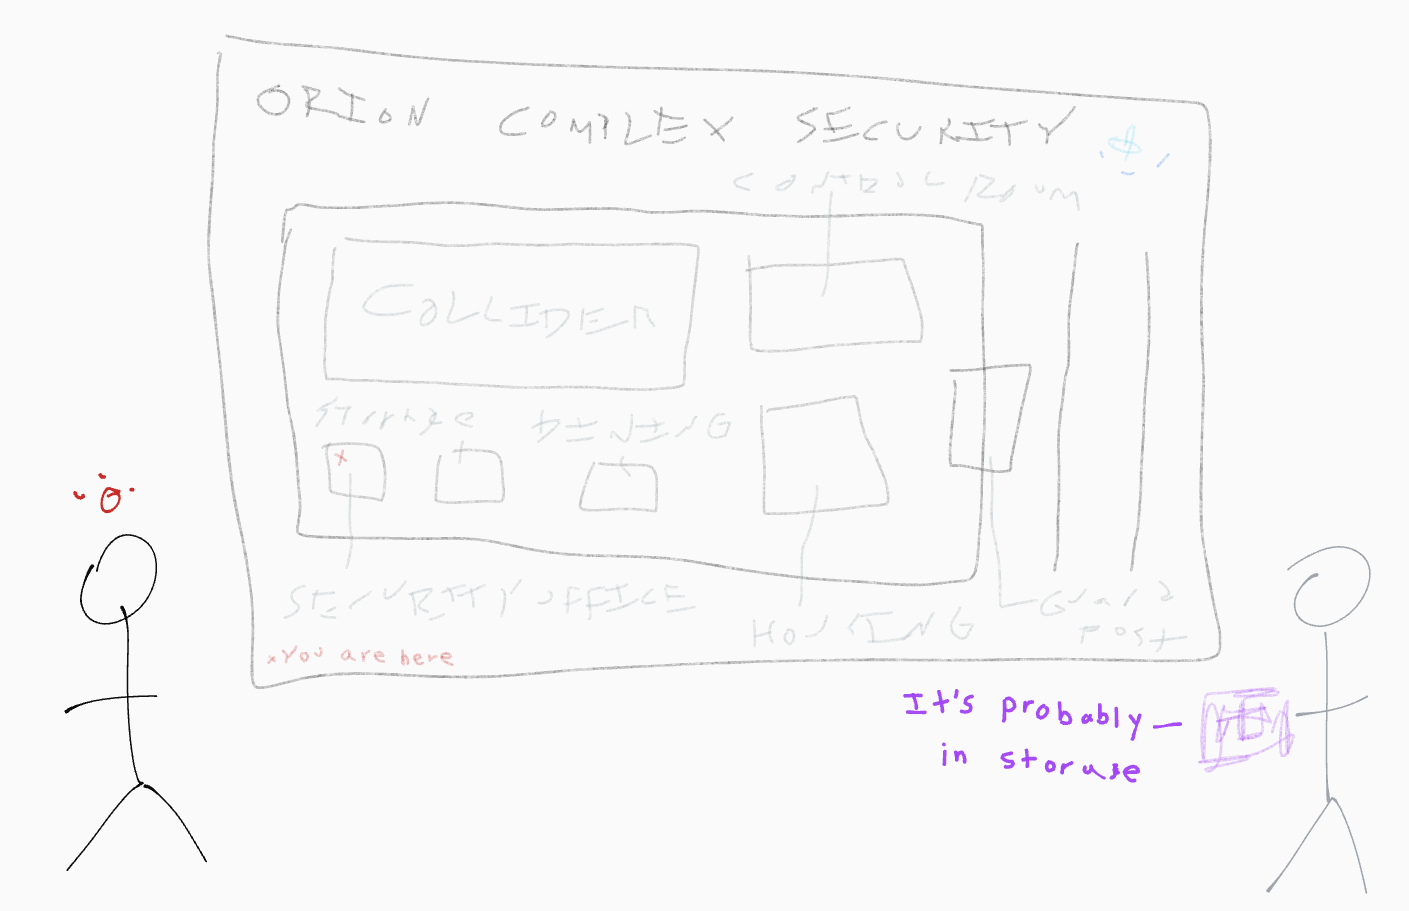 ORION COMPLEX SECURITY
CONTROL ROOM
COLLIDER
Storage
DINING
x
SECURITY OFFICE
HOUSING
Guard
Post
xYou are here
It's probably
in storage